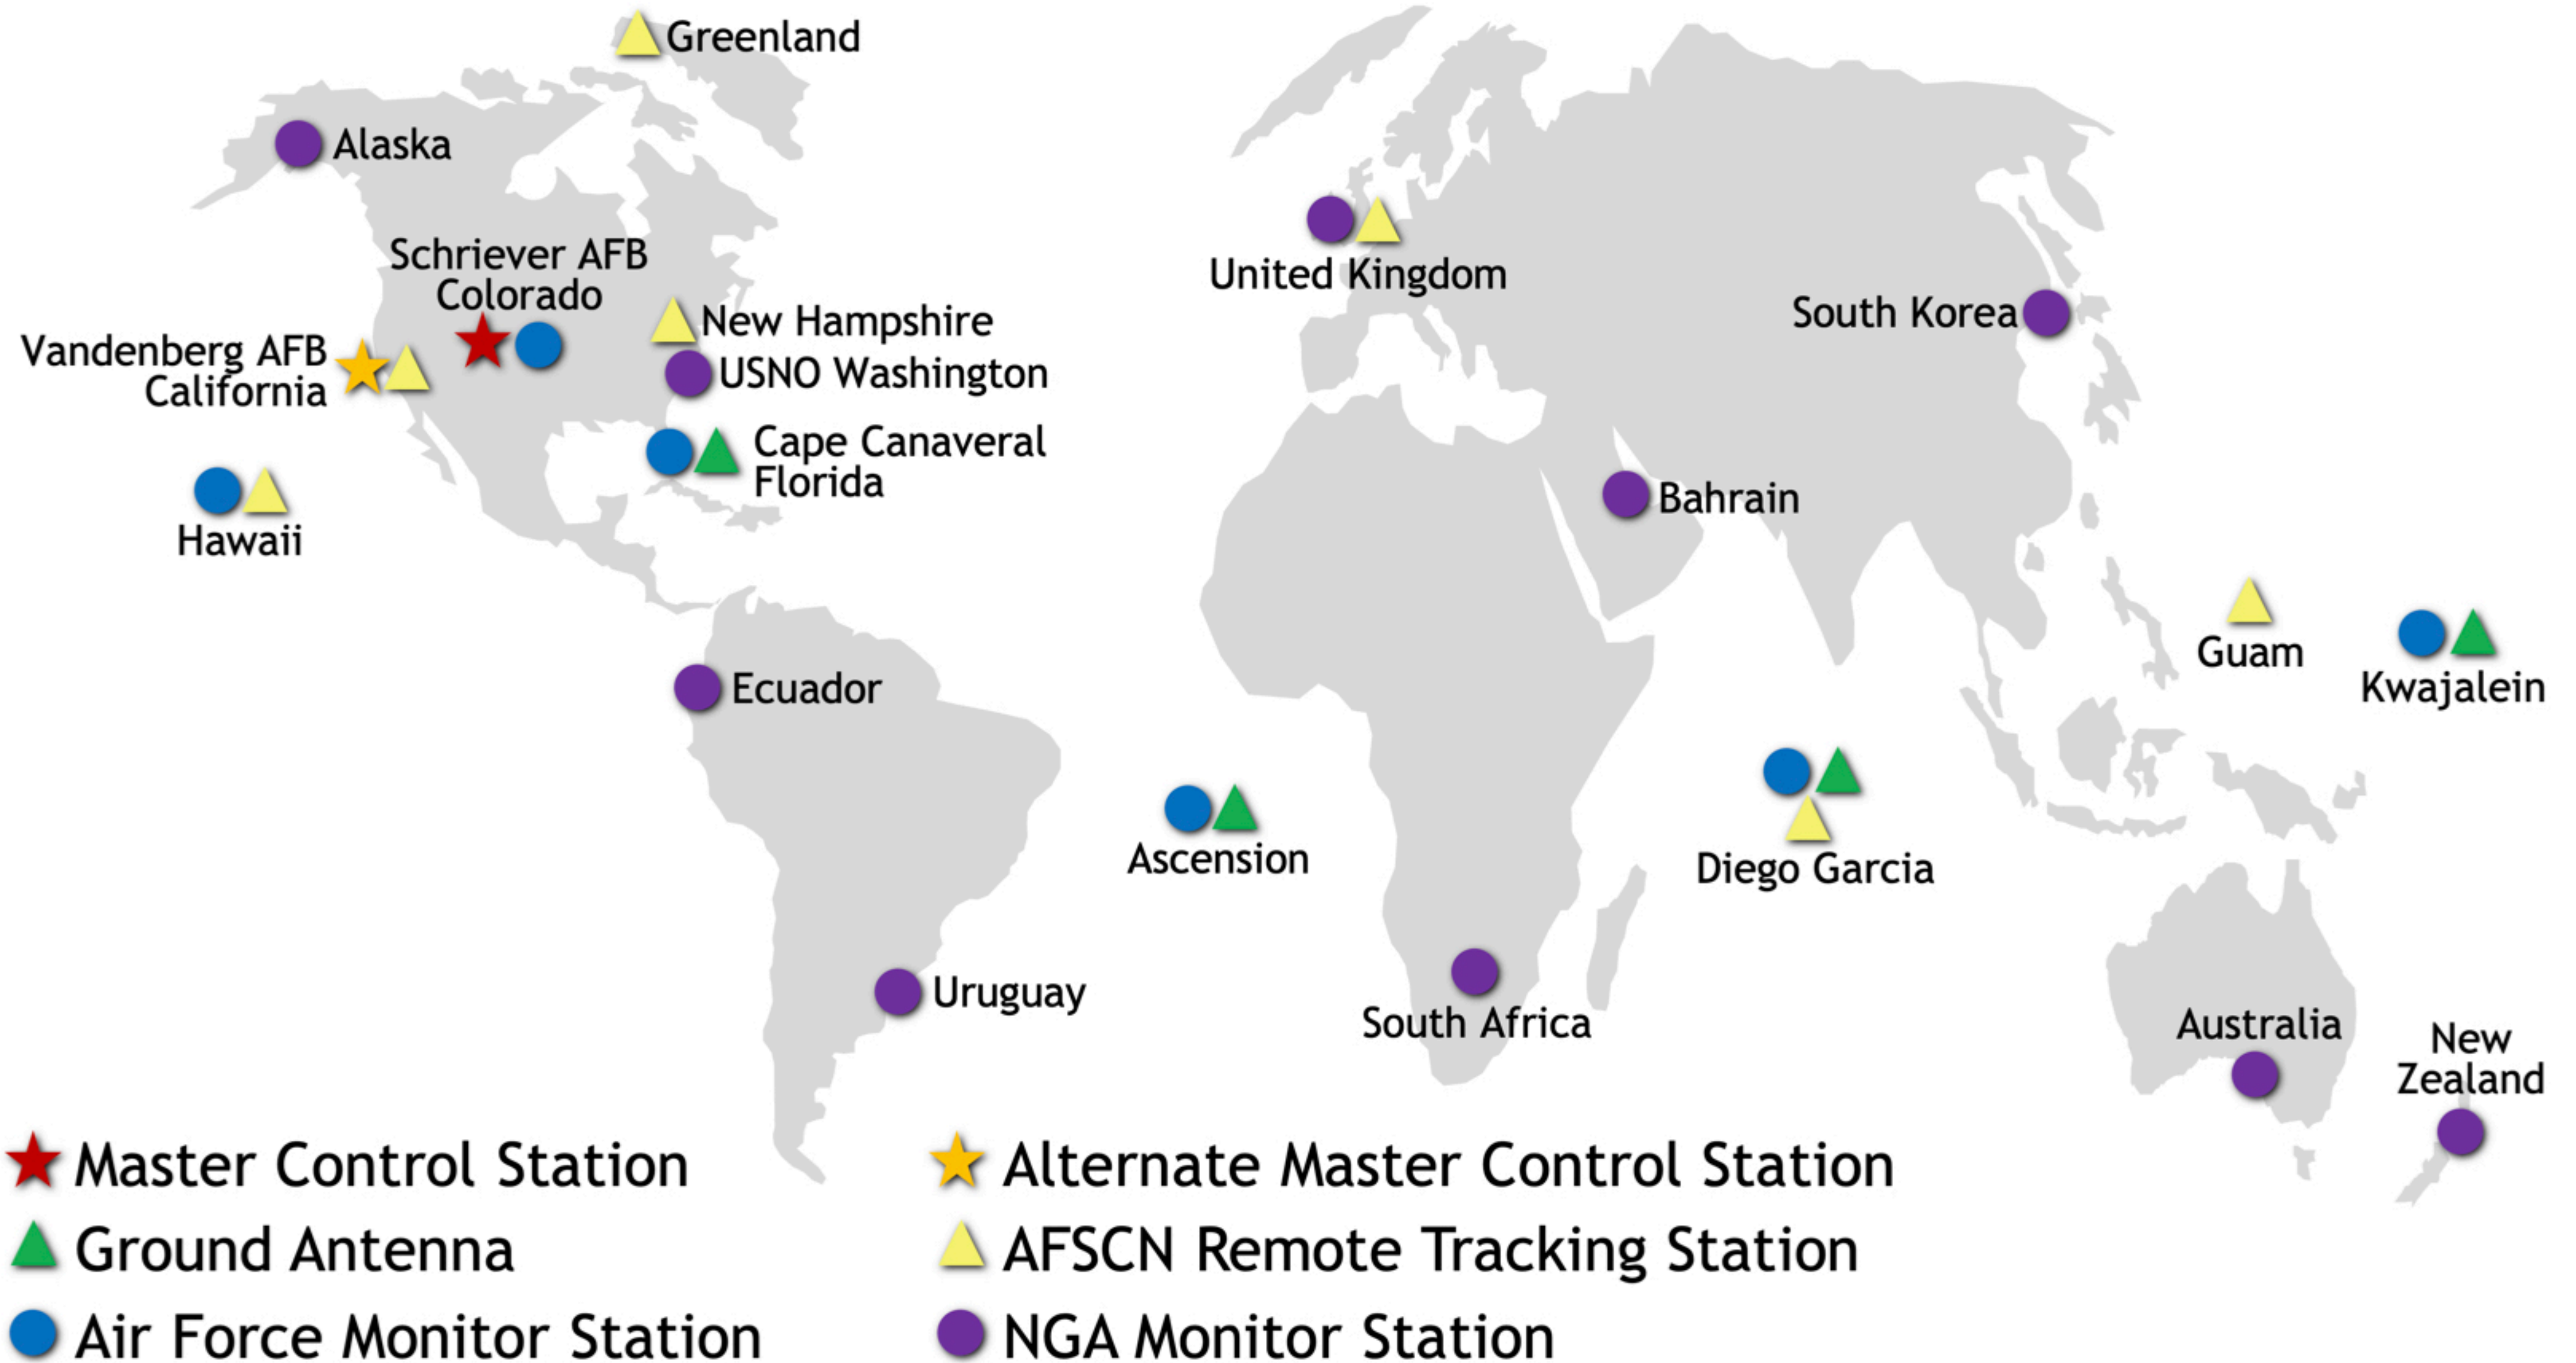 Greenland
Alaska
Schriever AFB
Colorado
United Kingdom
New Hampshire
South Korea
Vandenberg AFB
California
USNO Washington
Cape Canaveral
Florida
Hawaii
Bahrain
Guam
Kwajalein
Ecuador
Ascension
Diego Garcia
Uruguay
South Africa
Australia
New
Zealand
Master Control Station
Alternate Master Control Station
Ground Antenna
AFSCN Remote Tracking Station
Air Force Monitor Station
NGA Monitor Station